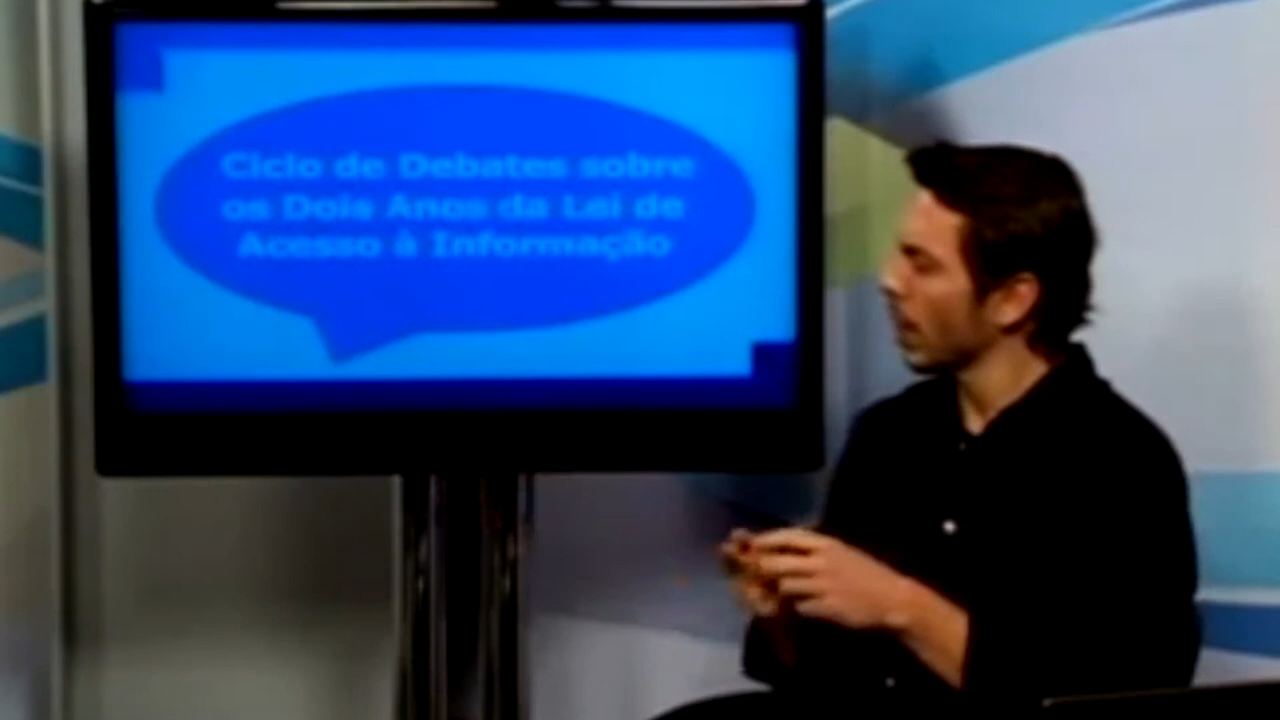 Ciclo de Debates sobre
os Dois Anos da Lei de
Acesso à Informação